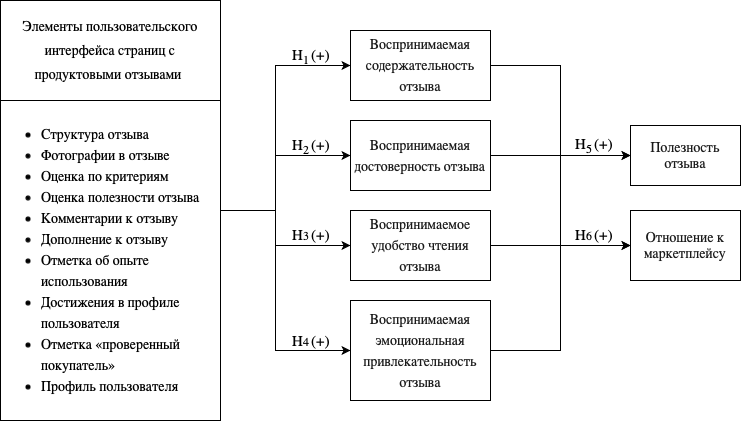 Элементы пользовательского
интерфейса страниц с
продуктовыми отзывами
• Структура отзыва
• Фотографии в отзыве
• Оценка по критериям
• Оценка полезности отзыва
• Комментарии к отзыву
• Дополнение к отзыву
• Отметка об опыте
использования
• Достижения в профиле
пользователя
• Отметка «проверенный
покупатель»
• Профиль пользователя
H1 (+)
Воспринимаемая
содержательность
отзыва
H2 (+)
Воспринимаемая
достоверность отзыва
H3 (+)
Воспринимаемое
удобство чтения
отзыва
H4 (+)
Воспринимаемая
эмоциональная
привлекательность
отзыва
H5 (+)
Полезность
отзыва
H6 (+)
Отношение к
маркетплейсу